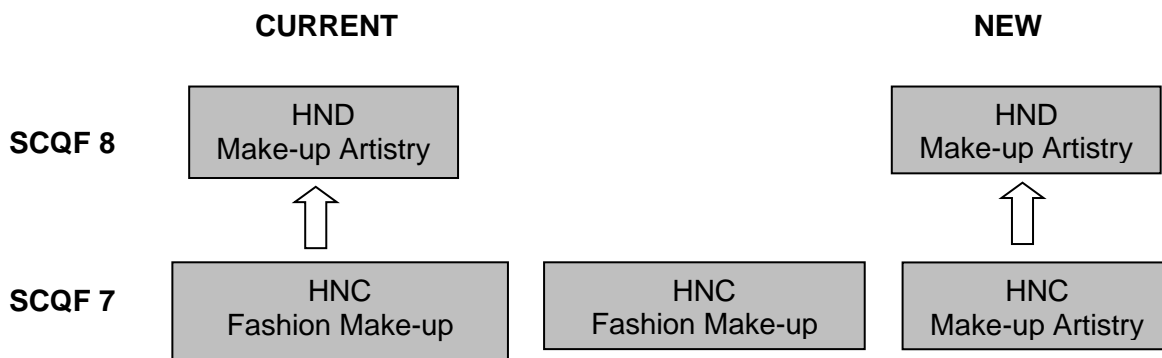 CURRENT NEW
SCQF 8
HND
Make-up Artistry
HND
Make-up Artistry
SCQF 7
HNC
Fashion Make-up
HNC
Fashion Make-up
HNC
Make-up Artistry